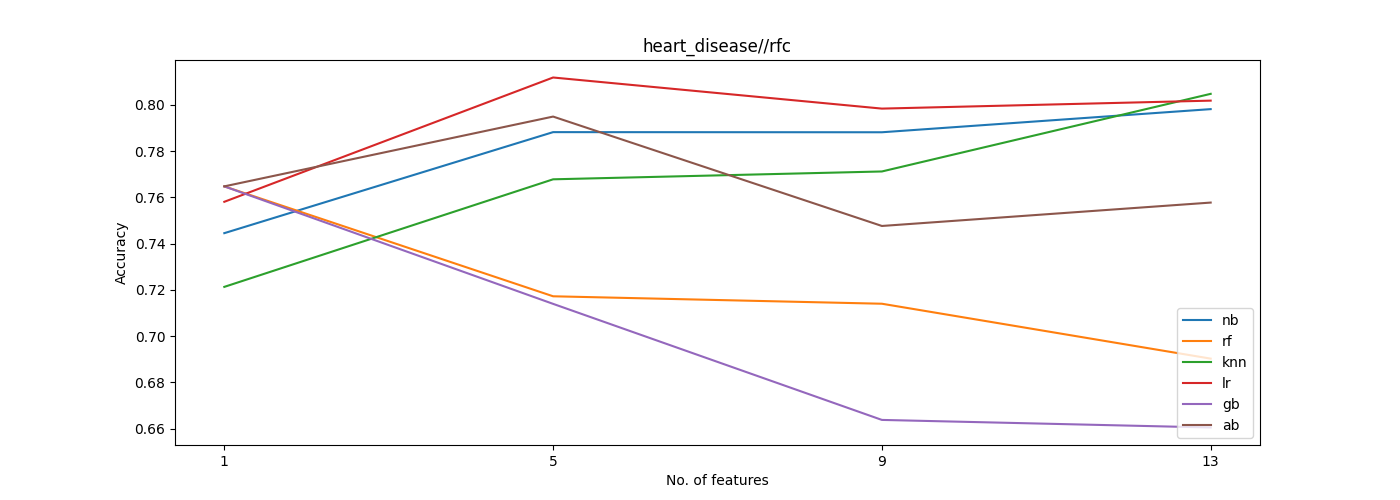 heart_disease//rfc
Accuracy
0.80
0.78
0.76
0.74
0.72
0.70
0.68
0.66
1
5
9
13
No. of features
nb
rf
knn
lr
gb
ab